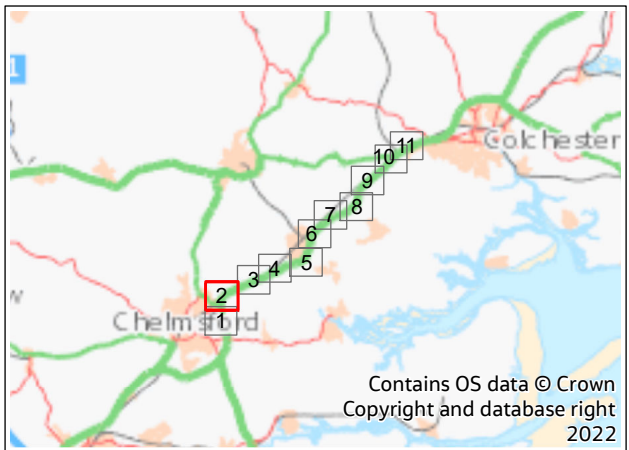 1
Colchester
11
10
9
8
7
6
5
4
3
2
w
Chelmsford
1
Contains OS data © Crown
Copyright and database right
2022